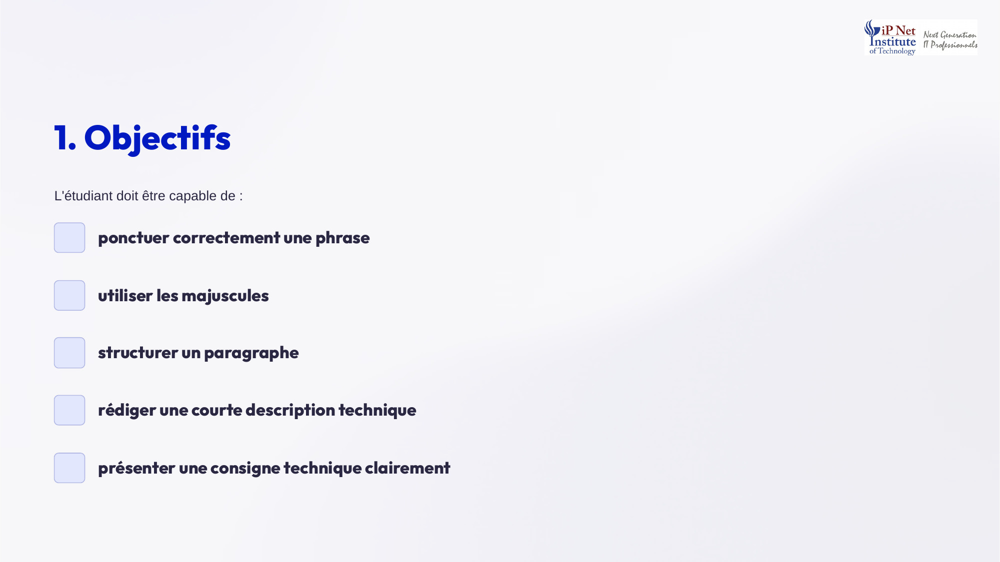 iP Net
Institute
of Technology
Next Generation
IT Professionnels
1. Objectifs
L'étudiant doit être capable de :
ponctuer correctement une phrase
utiliser les majuscules
structurer un paragraphe
rédiger une courte description technique
présenter une consigne technique clairement